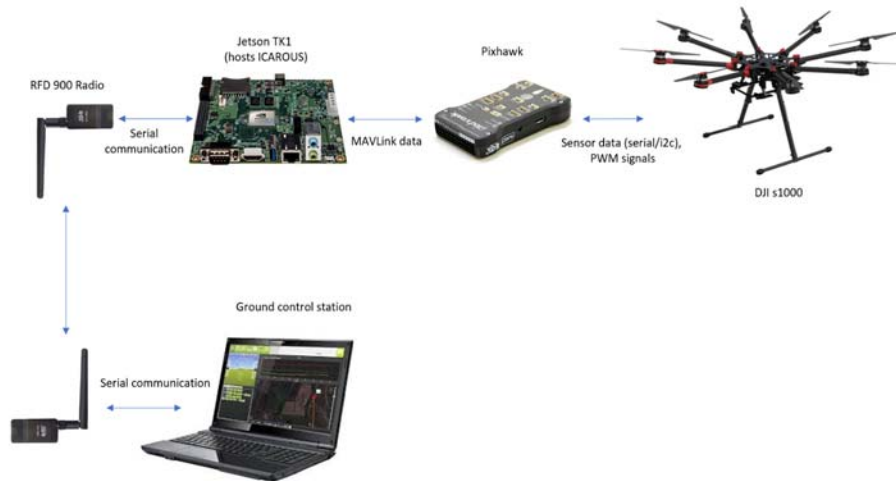 Jetson TK1
(hosts ICAROUS)
Pixhawk
RFD 900 Radio
Serial
communication
MAVLink data
Sensor data (serial/i2c),
PWM signals
DJI s1000
Ground control station
Serial communication